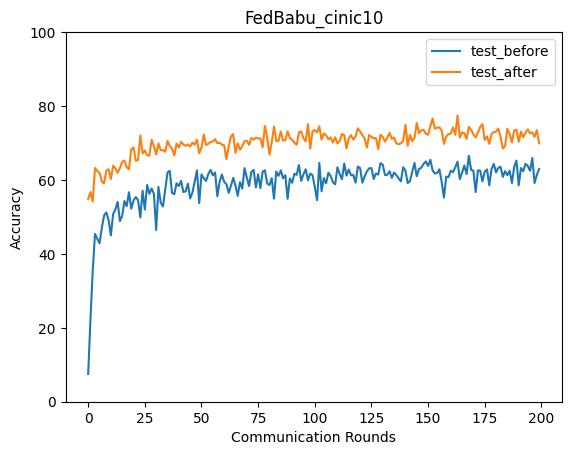 FedBabu_cinic10
test_before
test_after
Accuracy
100
80
60
40
20
0
0 25 50 75 100 125 150 175 200
Communication Rounds